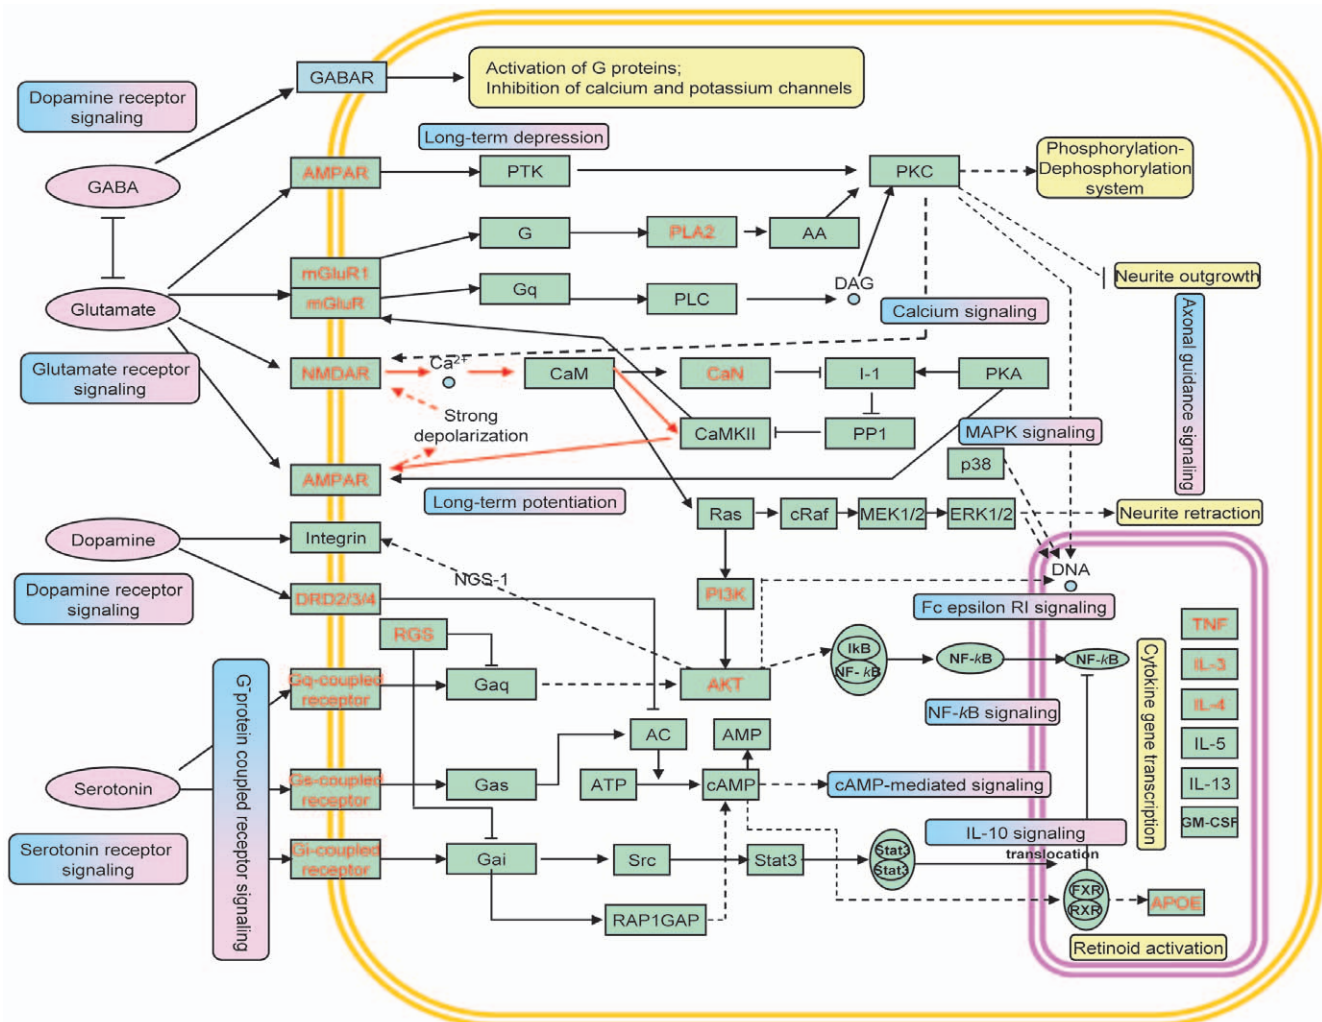 GABAR
Activation of G proteins;
Inhibition of calcium and potassium channels
Dopamine receptor
signaling
Long-term depression
GABA
AMPAR
PTK
PKC
Phosphorylation-
Dephosphorylation
system
G
PLA2
AA
mGluR1
mGluR
Gq
PLC
DAG
Neurite outgrowth
Glutamate
Calcium signaling
Axonal guidance signaling
Glutamate receptor
signaling
NMDAR
Ca2+
CaM
CaN
I-1
PKA
Strong
depolarization
CaMKII
PP1
MAPK signaling
p38
AMPAR
Long-term potentiation
Ras
cRaf
MEK1/2
ERK1/2
Neurite retraction
Dopamine
Integrin
Dopamine receptor
signaling
NGS-1
DNA
DRD2/3/4
PI3K
Fc epsilon RI signaling
RGS
TNF
IkB
NF-kB
NF-kB
NF-kB
IL-3
Gq-coupled
receptor
Gaq
AKT
IL-4
NF-kB signaling
Cytokine gene transcription
G-protein coupled receptor signaling
AC
AMP
IL-5
Serotonin
Gs-coupled
receptor
Gas
ATP
cAMP
cAMP-mediated signaling
IL-13
GM-CSF
Serotonin receptor
signaling
IL-10 signaling
translocation
Gi-coupled
receptor
Gai
Src
Stat3
Stat3
Stat3
FXR
RXR
APOE
RAP1GAP
Retinoid activation